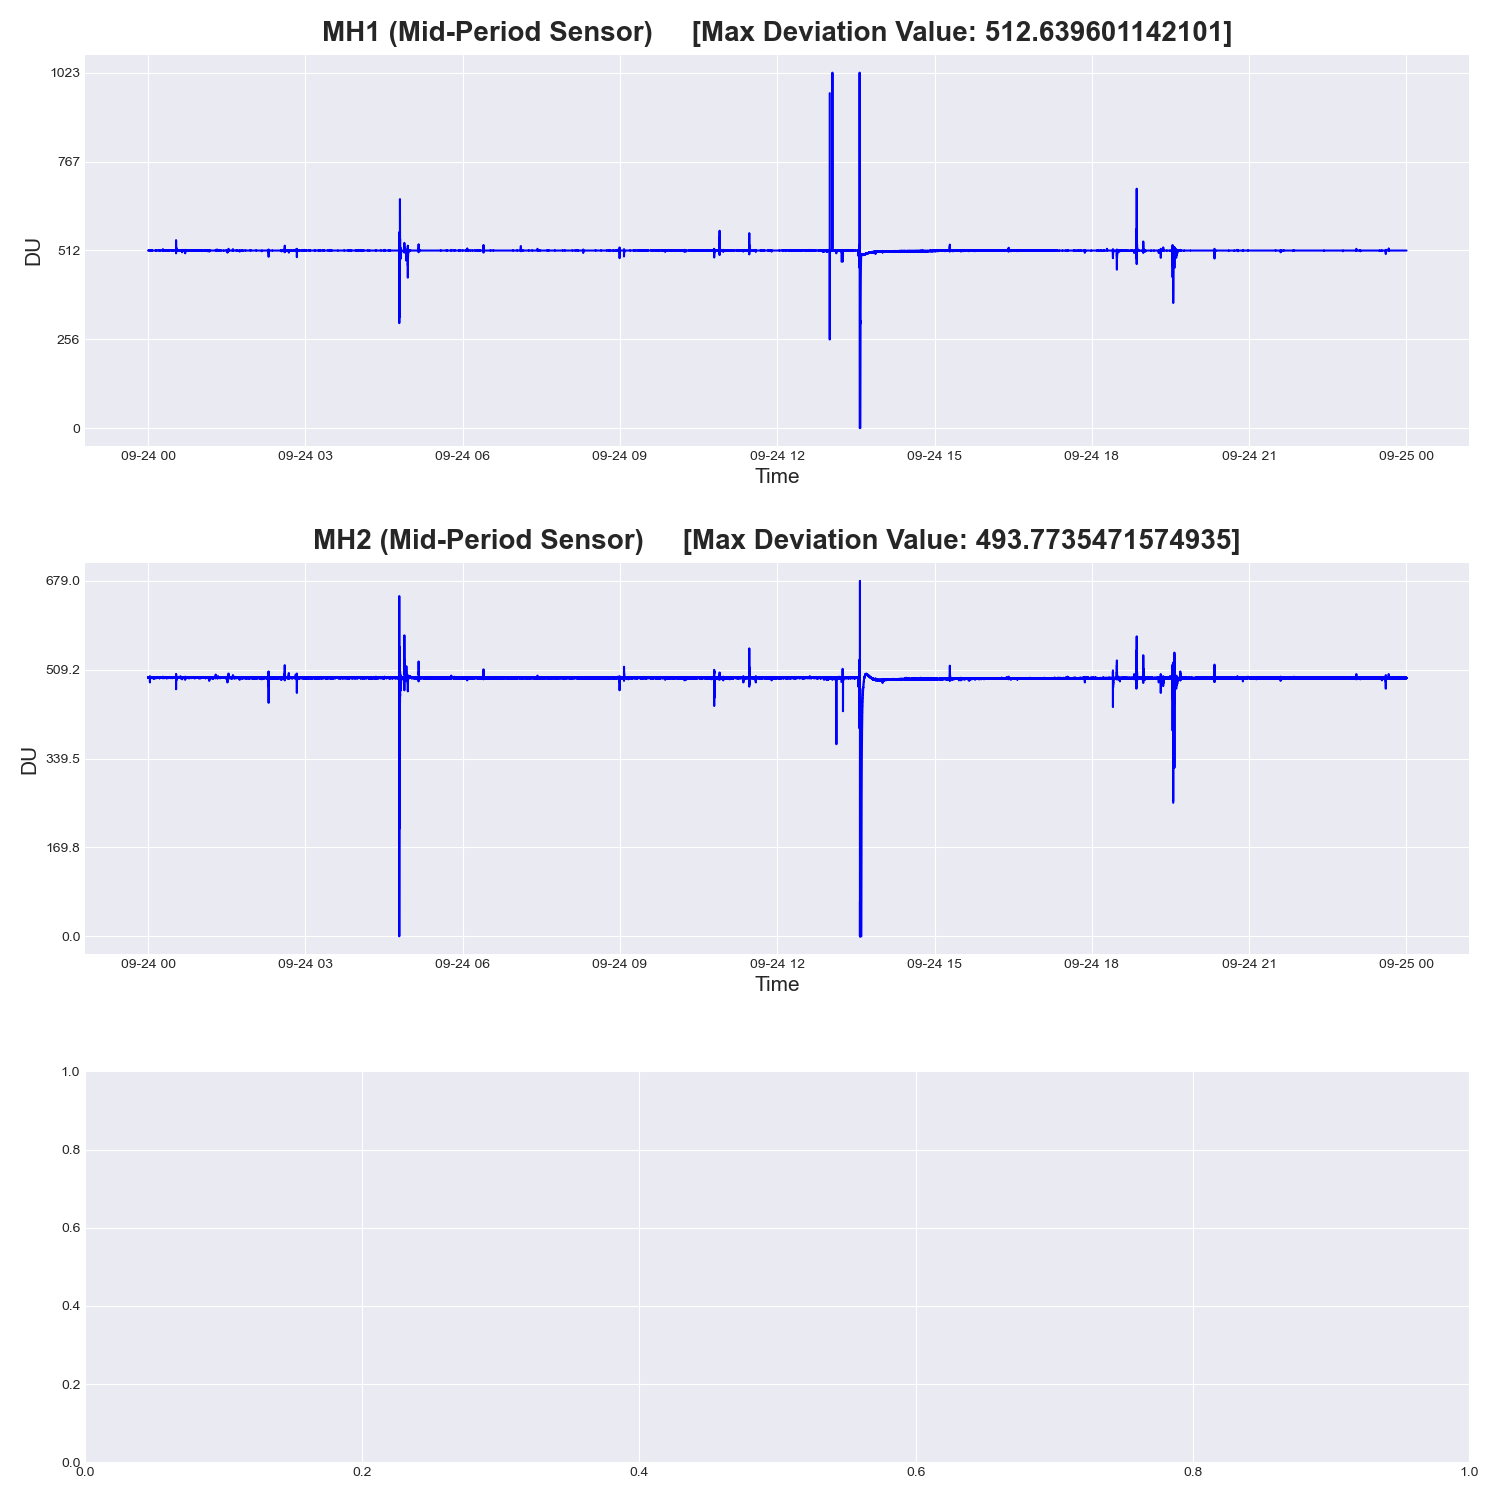 MH1 (Mid-Period Sensor) [Max Deviation Value: 512.639601142101]
1023
767
512
256
0
DU
09-24 00 09-24 03 09-24 06 09-24 09 09-24 12 09-24 15 09-24 18 09-24 21 09-25 00
Time
MH2 (Mid-Period Sensor) [Max Deviation Value: 493.7735471574935]
679.0
509.2
339.5
169.8
0.0
DU
09-24 00 09-24 03 09-24 06 09-24 09 09-24 12 09-24 15 09-24 18 09-24 21 09-25 00
Time
1.0
0.8
0.6
0.4
0.2
0.0
0.0 0.2 0.4 0.6 0.8 1.0